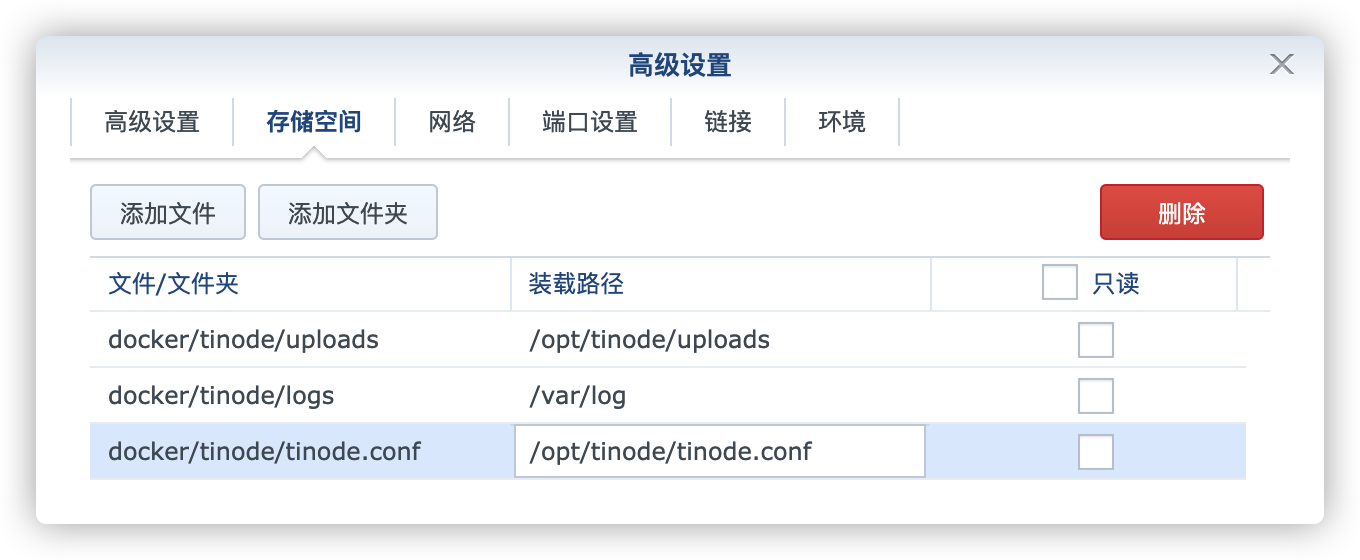 高级设置
高级设置 存储空间 网络 端口设置 链接 环境
添加文件 添加文件夹 删除
文件/文件夹 装载路径 只读
docker/tinode/uploads /opt/tinode/uploads
docker/tinode/logs /var/log
docker/tinode/tinode.conf /opt/tinode/tinode.conf